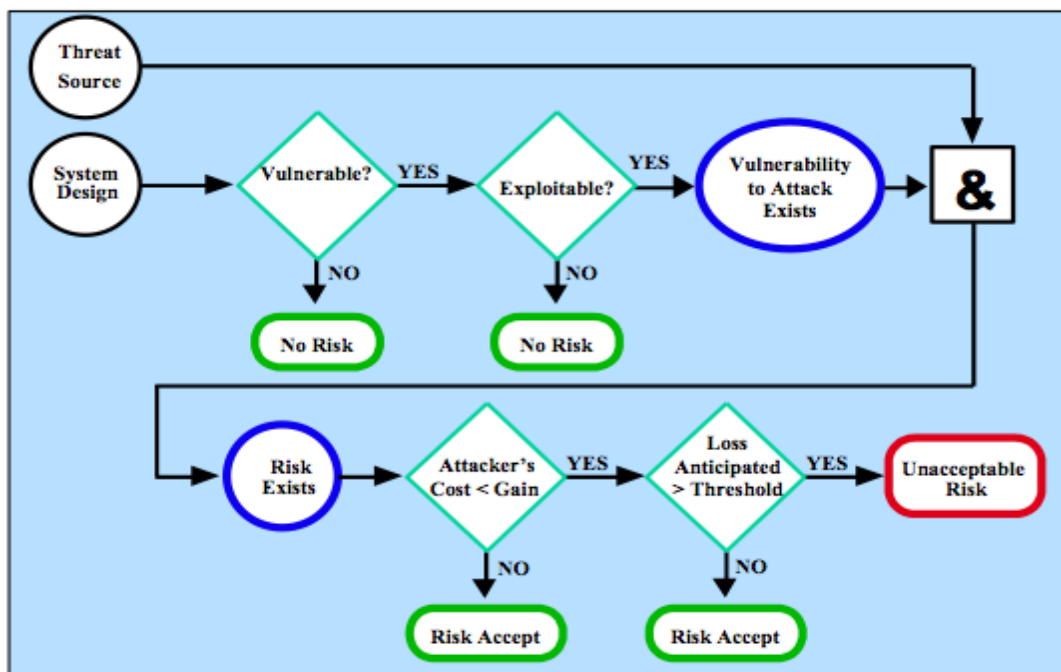 Threat
Source
System
Design
Vulnerable?
YES
Exploitable?
YES
Vulnerability
to Attack
Exists
&
NO
NO
No Risk
No Risk
Risk
Exists
Attacker's
Cost < Gain
YES
Loss
Anticipated
> Threshold
YES
Unacceptable
Risk
NO
NO
Risk Accept
Risk Accept